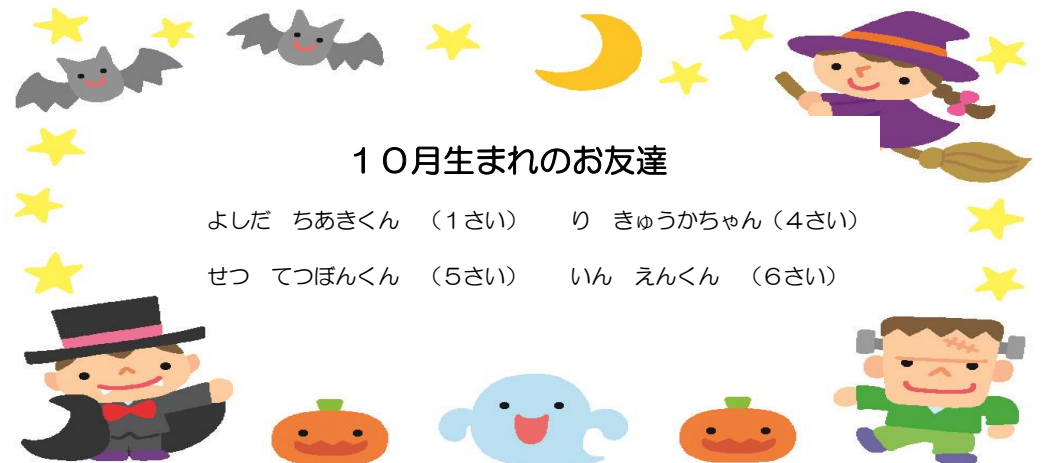 １０月生まれのお友達
よしだ　ちあきくん　（１さい）　　り　きゅうかちゃん（４さい）
せつ　てつぼんくん　（５さい）　　いん　えんくん　（６さい）